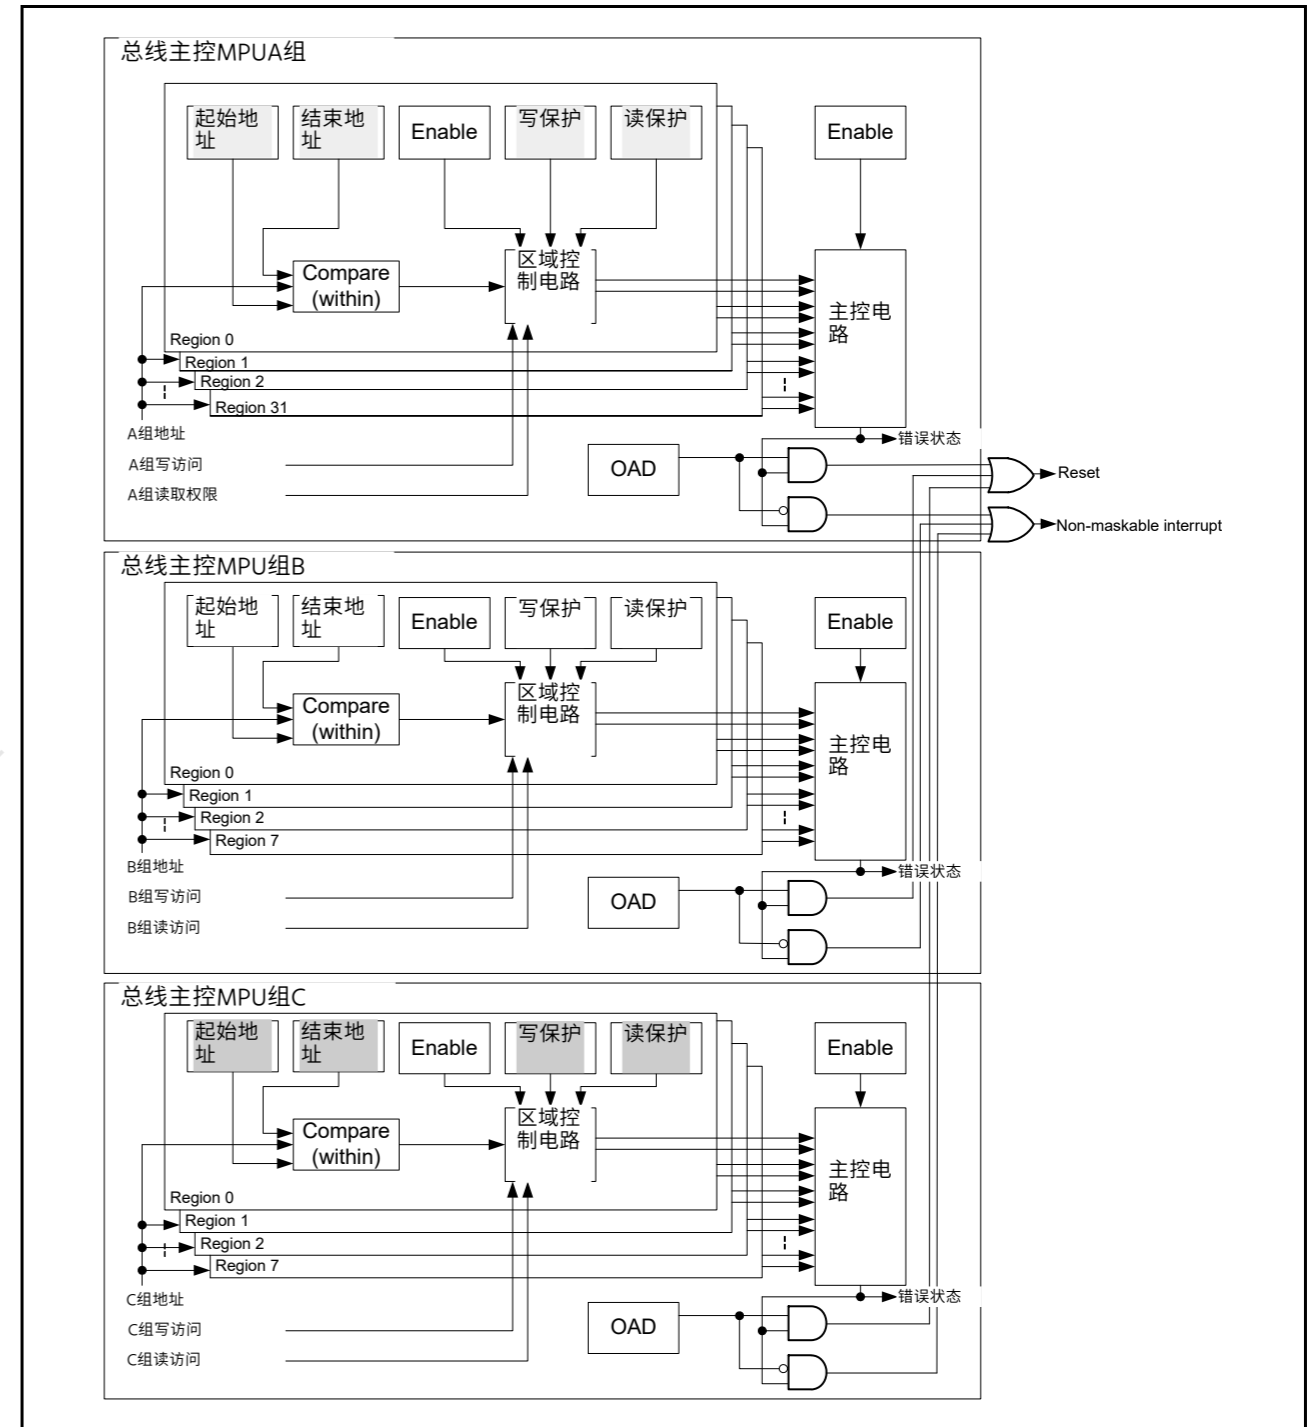 总线主控MPUA组
起始地
址
结束地
址
Enable
写保护
读保护
Enable
Compare
(within)
区域控
制电路
主控电
路
Region 0
Region 1
Region 2
Region 31
A组地址
A组写访问
A组读取权限
OAD
错误状态
Reset
Non-maskable interrupt
总线主控MPU组B
起始地
址
结束地
址
Enable
写保护
读保护
Enable
Compare
(within)
区域控
制电路
主控电
路
Region 0
Region 1
Region 2
Region 7
B组地址
B组写访问
B组读访问
OAD
错误状态
总线主控MPU组C
起始地
址
结束地
址
Enable
写保护
读保护
Enable
Compare
(within)
区域控
制电路
主控电
路
Region 0
Region 1
Region 2
Region 7
C组地址
C组写访问
C组读访问
OAD
错误状态